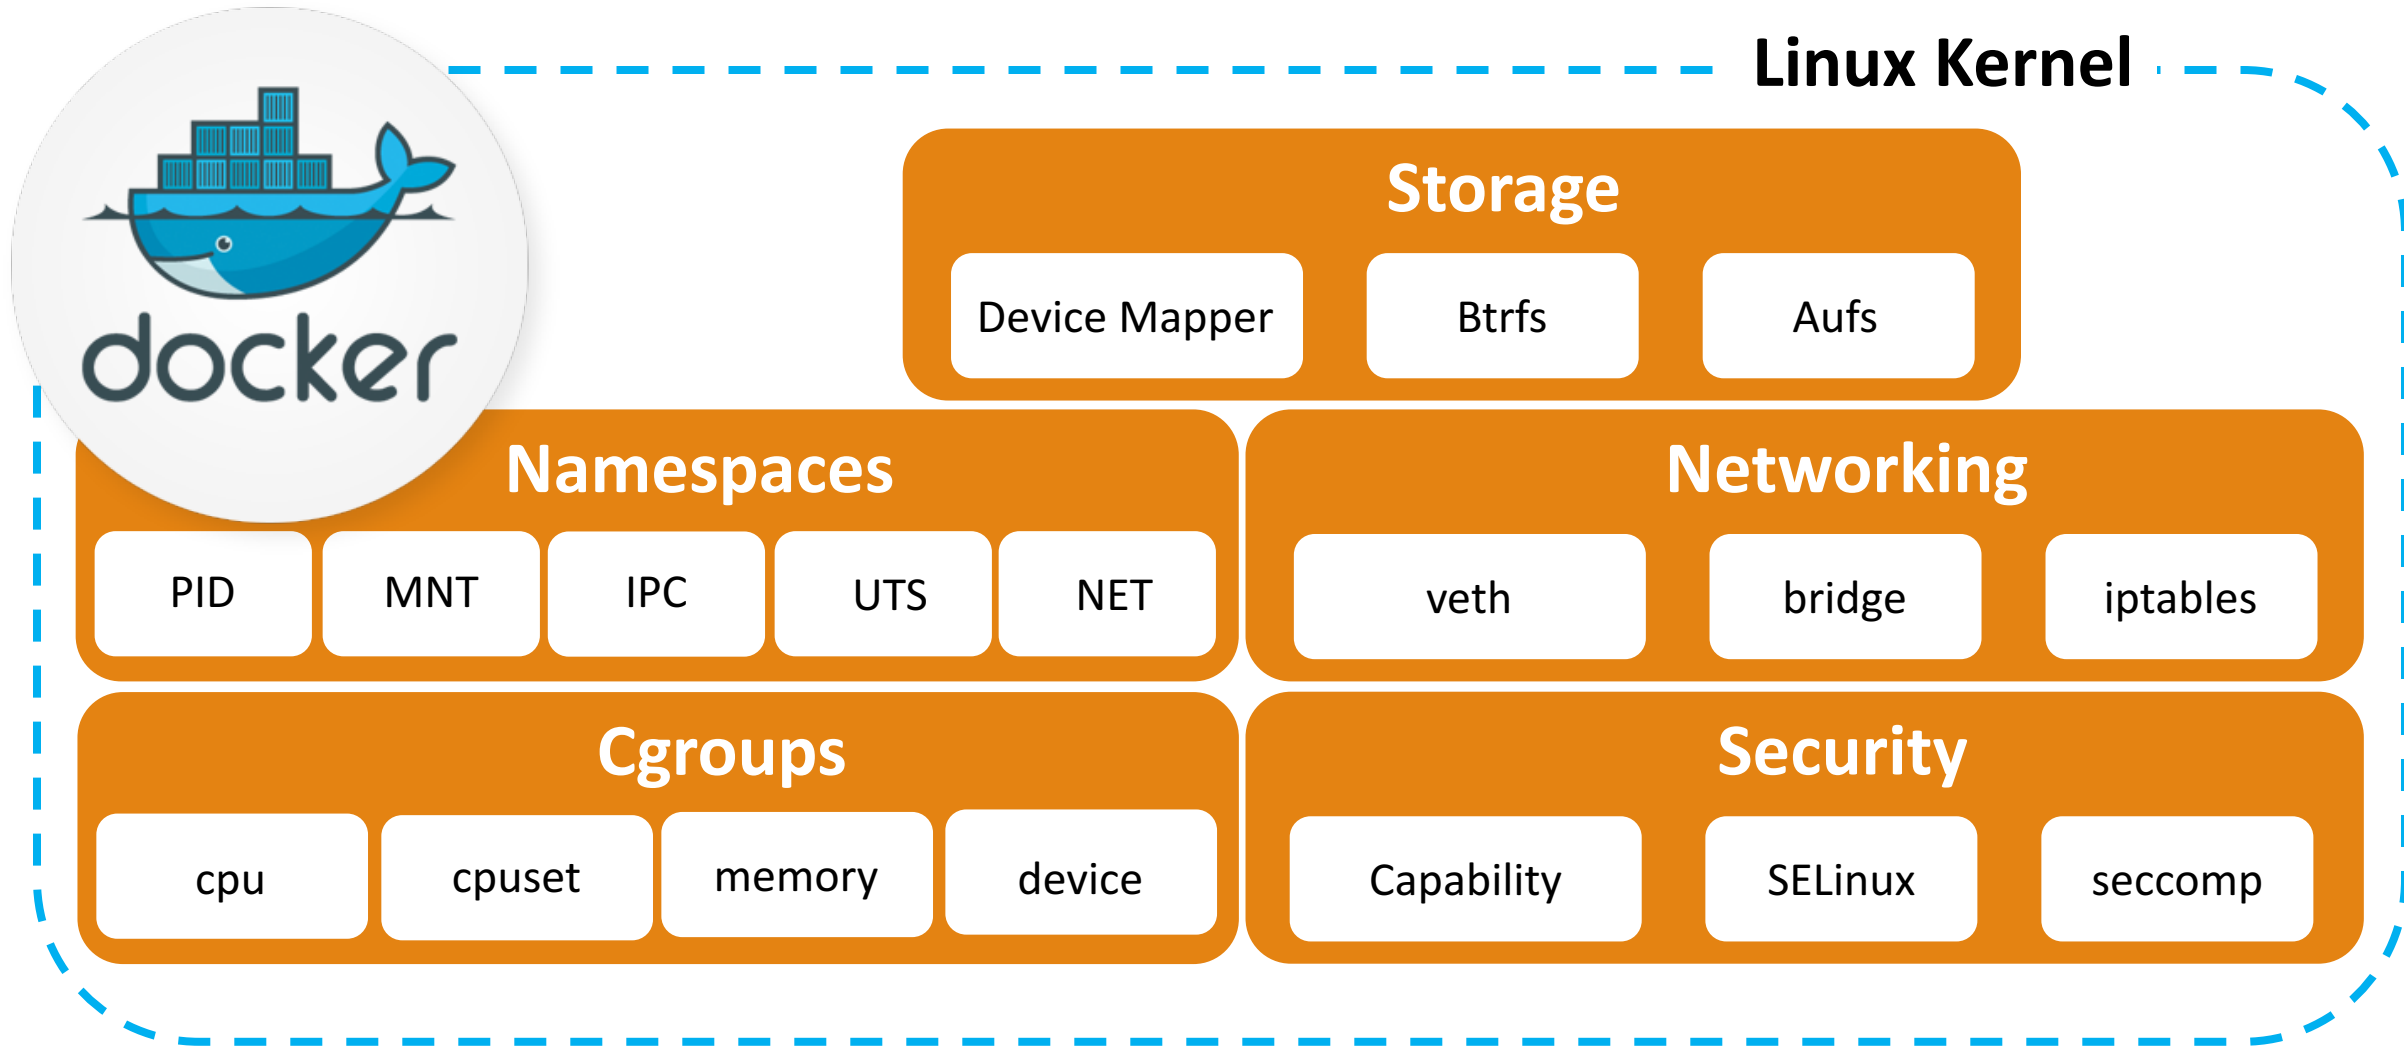 Linux Kernel
docker
Storage
Device Mapper
Btrfs
Aufs
Namespaces
PID
MNT
IPC
UTS
NET
Networking
veth
bridge
iptables
Cgroups
cpu
cpuset
memory
device
Security
Capability
SELinux
seccomp